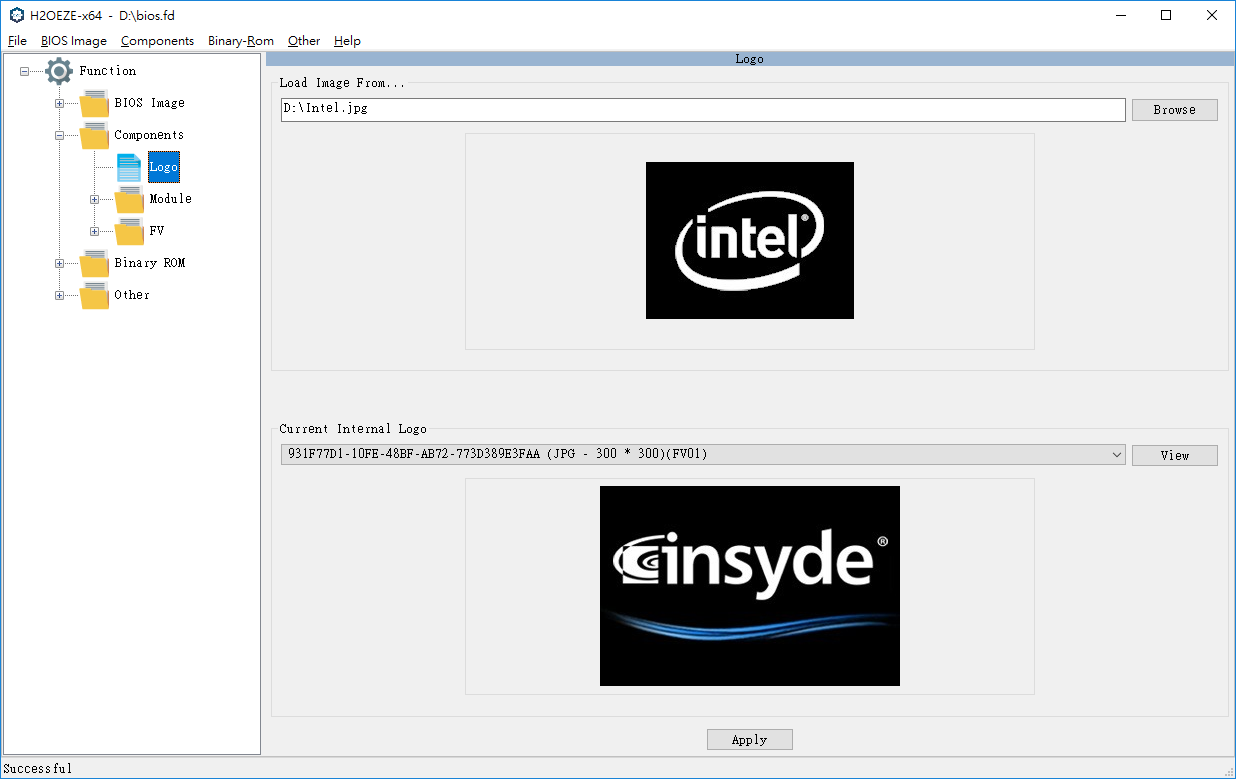 H2OEZE-x64 - D:\bios.fd
File BIOS Image Components Binary-Rom Other Help
Function
BIOS Image
Components
Logo
Module
FV
Binary ROM
Other
Logo
Load Image From...
D:\Intel.jpg
Browse
intel®
Current Internal Logo
931F77D1-10FE-48BF-AB72-773D389E3FAA (JPG - 300 * 300)(FV01)
View
insyde®
Apply
Successful